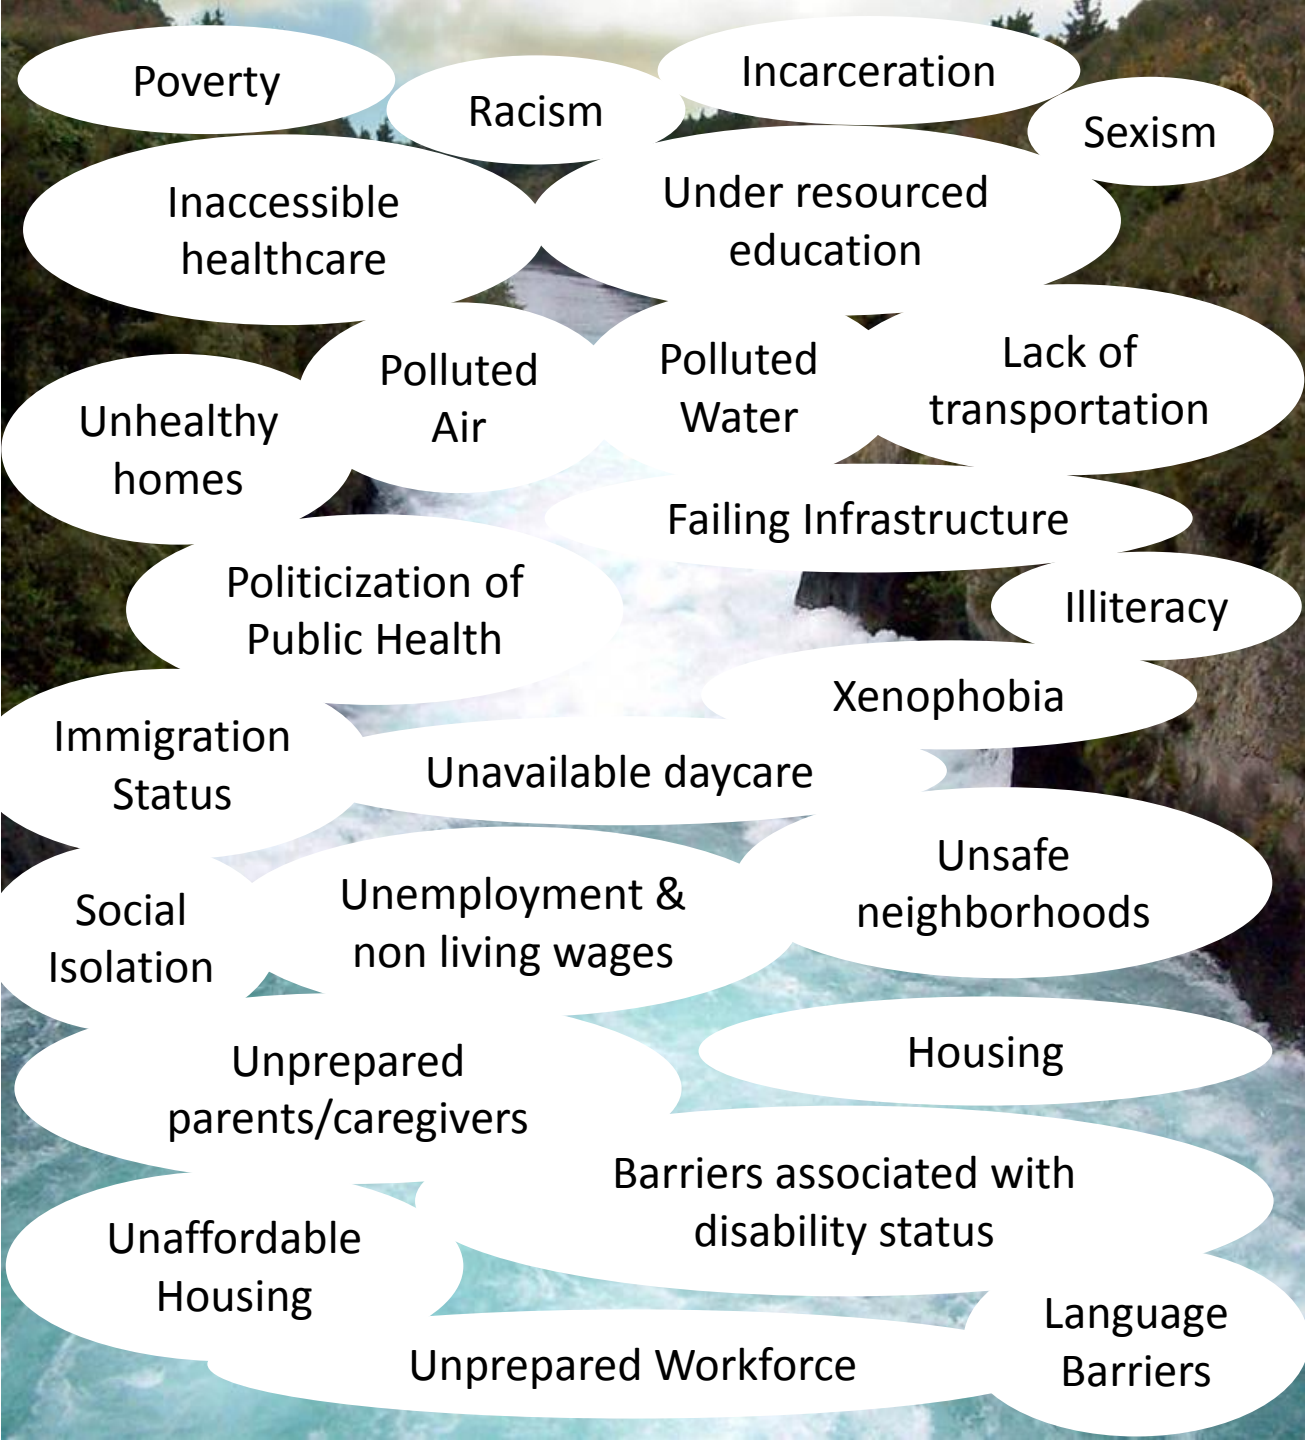 Poverty
Racism
Incarceration
Sexism
Inaccessible
healthcare
Under resourced
education
Polluted
Air
Polluted
Water
Lack of
transportation
Unhealthy
homes
Failing Infrastructure
Politicization of
Public Health
Illiteracy
Xenophobia
Immigration
Status
Unavailable daycare
Unsafe
neighborhoods
Social
Isolation
Unemployment &
non living wages
Housing
Unprepared
parents/caregivers
Barriers associated with
disability status
Unaffordable
Housing
Language
Barriers
Unprepared Workforce